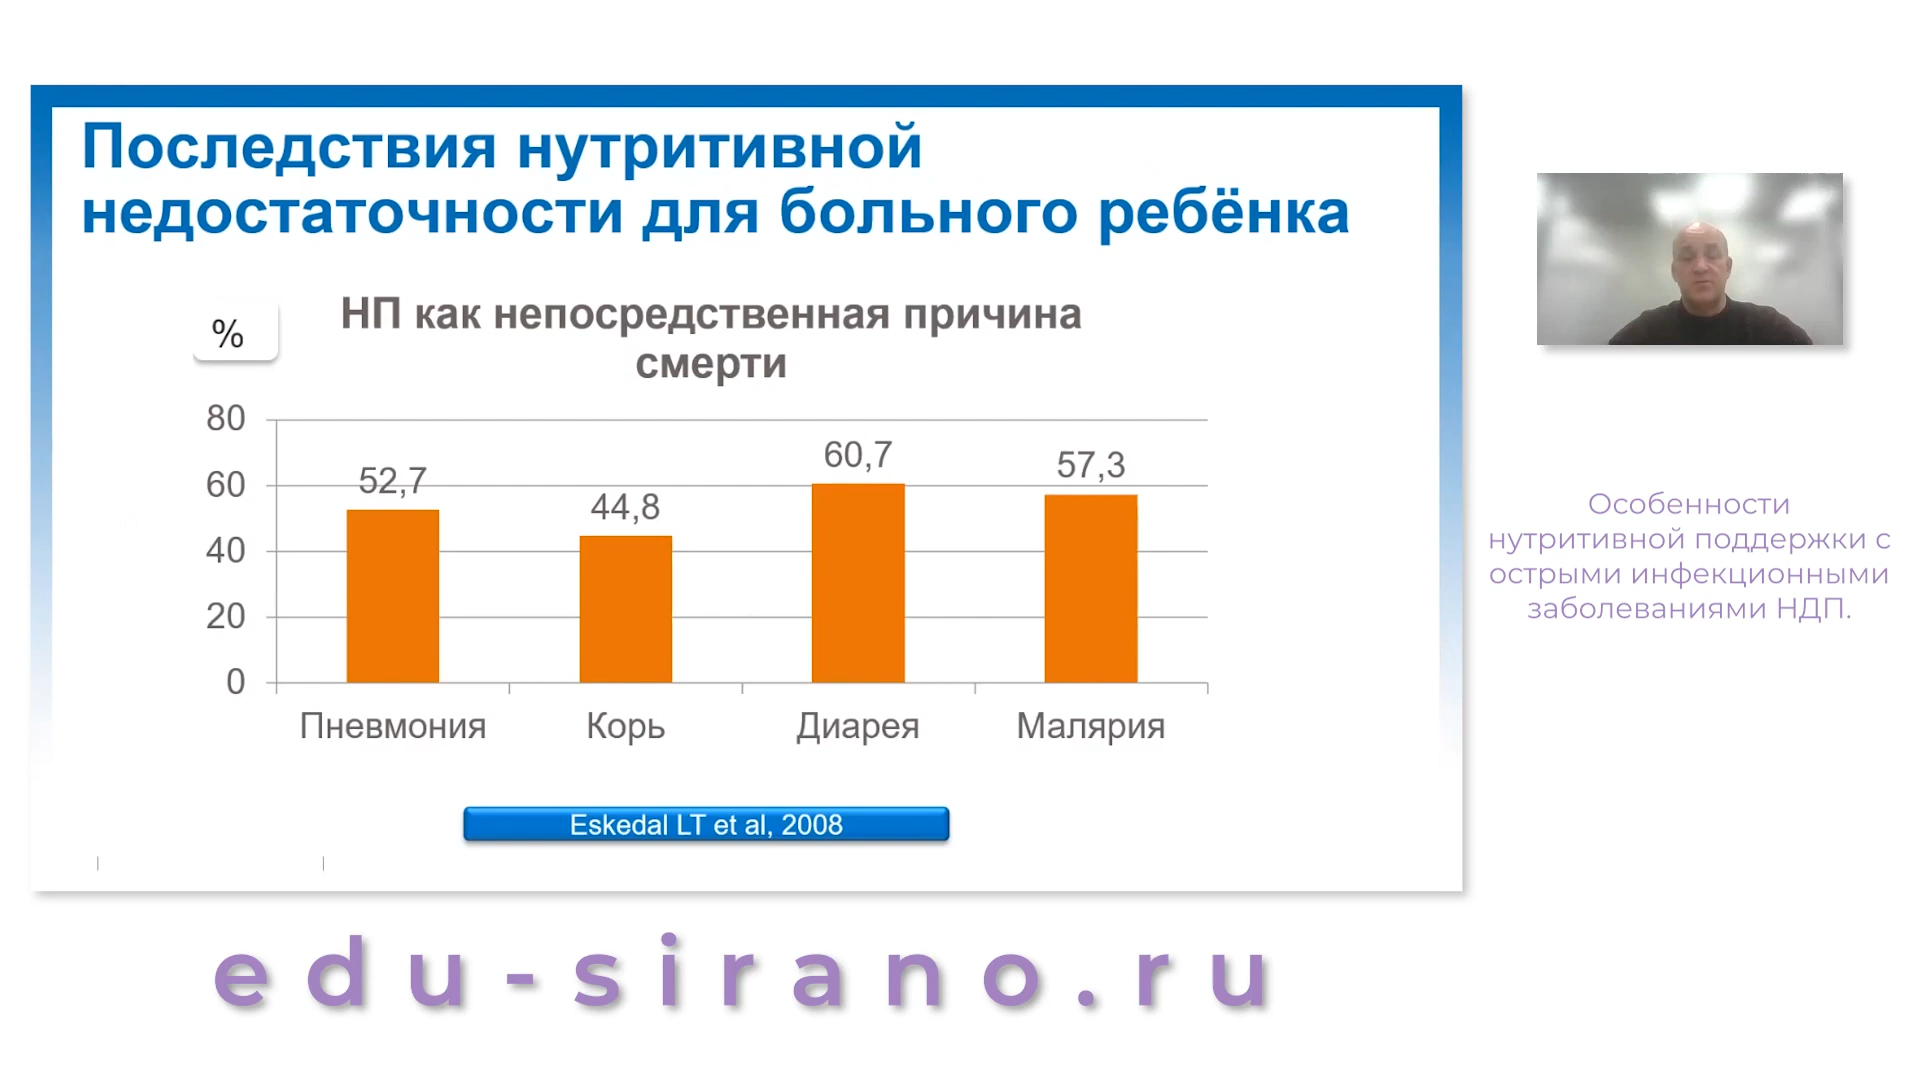 Последствия нутритивной
недостаточности для больного ребёнка
%
НП как непосредственная причина
смерти
80
60
40
20
0
52,7
44,8
60,7
57,3
Пневмония
Корь
Диарея
Малярия
Eskedal LT et al, 2008
Особенности
нутритивной поддержки с
острыми инфекционными
заболеваниями НДП.
edu-sirano.ru